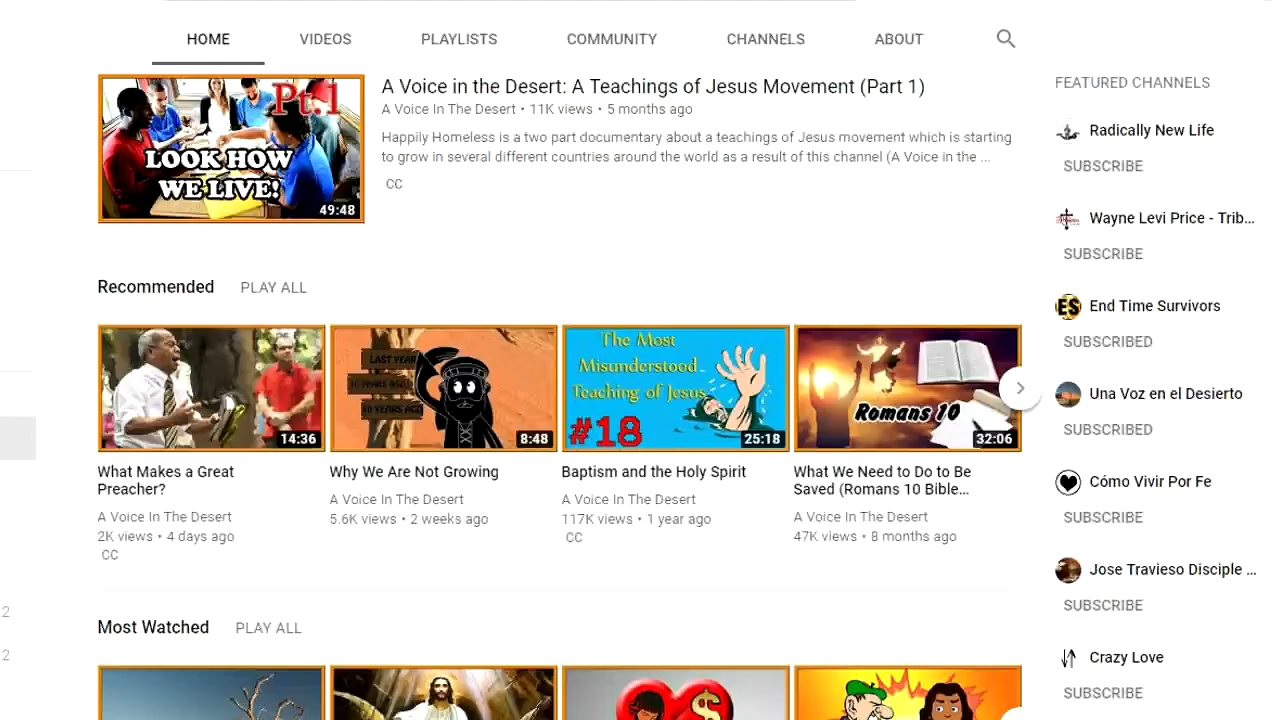 HOME VIDEOS PLAYLISTS COMMUNITY CHANNELS ABOUT
Pt.1
LOOK HOW
WE LIVE!
49:48
A Voice in the Desert: A Teachings of Jesus Movement (Part 1)
A Voice In The Desert • 11K views • 5 months ago
Happily Homeless is a two part documentary about a teachings of Jesus movement which is starting
to grow in several different countries around the world as a result of this channel (A Voice in the ...
CC
Recommended PLAY ALL
14:36
What Makes a Great
Preacher?
A Voice In The Desert
2K views • 4 days ago
CC
LAST YEAR
10 YEARS AGO
8:48
Why We Are Not Growing
A Voice In The Desert
5.6K views • 2 weeks ago
The Most
Misunderstood
Teaching of Jesus
#18
25:18
Baptism and the Holy Spirit
A Voice In The Desert
117K views • 1 year ago
CC
Romans 10
32:06
What We Need to Do to Be
Saved (Romans 10 Bible...
A Voice In The Desert
47K views • 8 months ago
Most Watched PLAY ALL
$
FEATURED CHANNELS
Radically New Life
SUBSCRIBE
Wayne Levi Price - Trib...
SUBSCRIBE
ES
End Time Survivors
SUBSCRIBED
Una Voz en el Desierto
SUBSCRIBED
Cómo Vivir Por Fe
SUBSCRIBE
Jose Travieso Disciple ...
SUBSCRIBE
Crazy Love
SUBSCRIBE
2
2